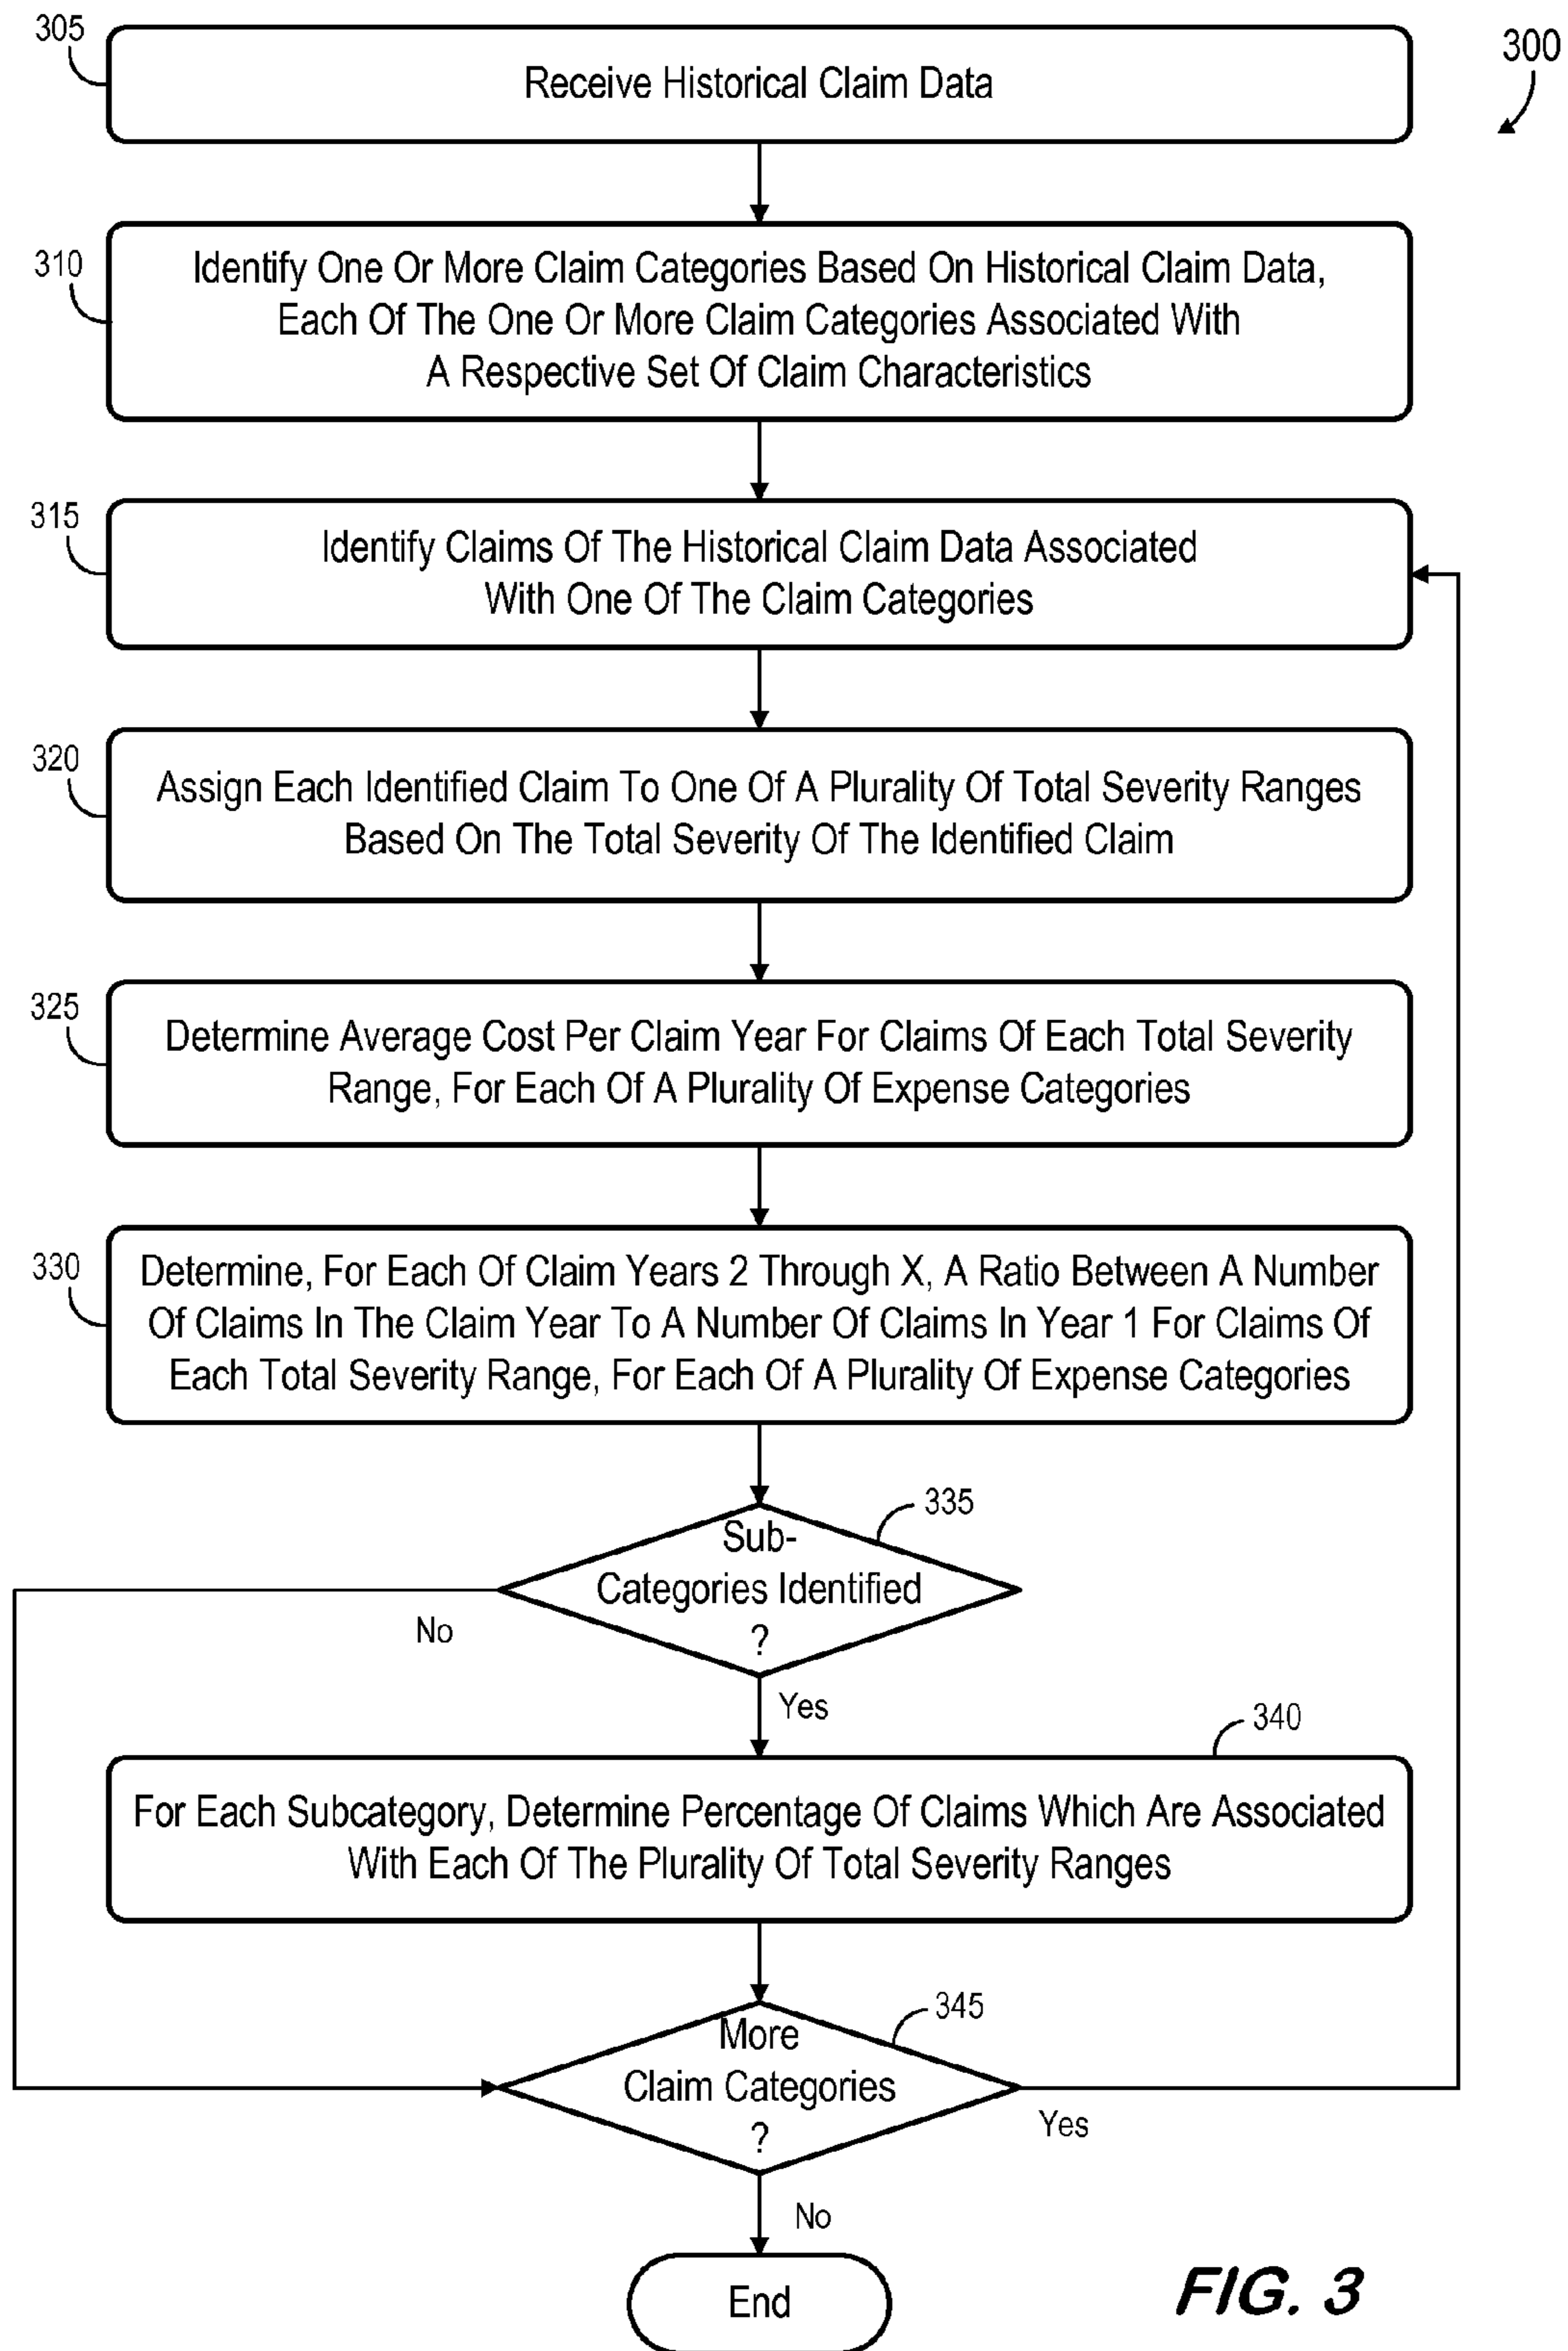 305
Receive Historical Claim Data
300
310
Identify One Or More Claim Categories Based On Historical Claim Data,
Each Of The One Or More Claim Categories Associated With
A Respective Set Of Claim Characteristics
315
Identify Claims Of The Historical Claim Data Associated
With One Of The Claim Categories
320
Assign Each Identified Claim To One Of A Plurality Of Total Severity Ranges
Based On The Total Severity Of The Identified Claim
325
Determine Average Cost Per Claim Year For Claims Of Each Total Severity
Range, For Each Of A Plurality Of Expense Categories
330
Determine, For Each Of Claim Years 2 Through X, A Ratio Between A Number
Of Claims In The Claim Year To A Number Of Claims In Year 1 For Claims Of
Each Total Severity Range, For Each Of A Plurality Of Expense Categories
335
Sub-
Categories Identified
?
No
Yes
340
For Each Subcategory, Determine Percentage Of Claims Which Are Associated
With Each Of The Plurality Of Total Severity Ranges
345
More
Claim Categories
?
Yes
No
End
FIG. 3